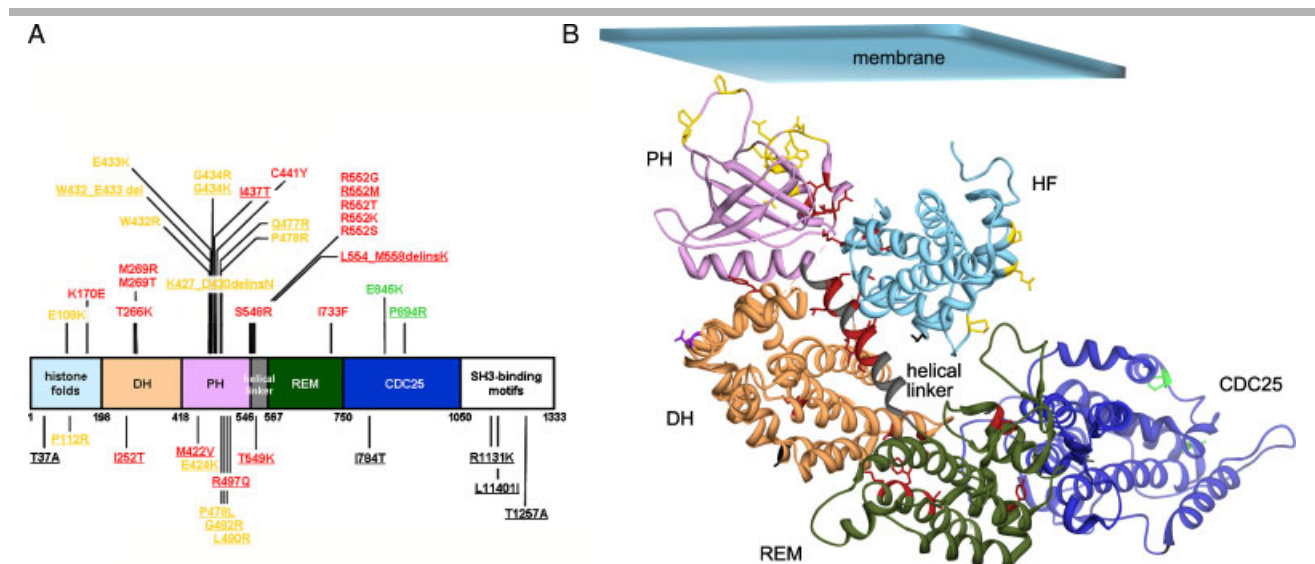 A
B
membrane
E433K
G434R
G434K
C441Y
W432_E433 del
I437T
R552G
R552M
R552T
R552K
R552S
W432R
Q477R
P478R
L554_M558delinsK
M269R
M269T
K427_D430delinsN
K170E
E108K
T266K
S548R
I733F
E846K
P894R
histone folds
DH
PH
helical linker
REM
CDC25
SH3-binding motifs
1
198
418
546
567
750
1050
1333
T37A
P112R
I252T
M422V
E424K
R497Q
T549K
I784T
R1131K
L1140I
T1257A
P478L
G482R
L490R
PH
HF
DH
helical linker
CDC25
REM